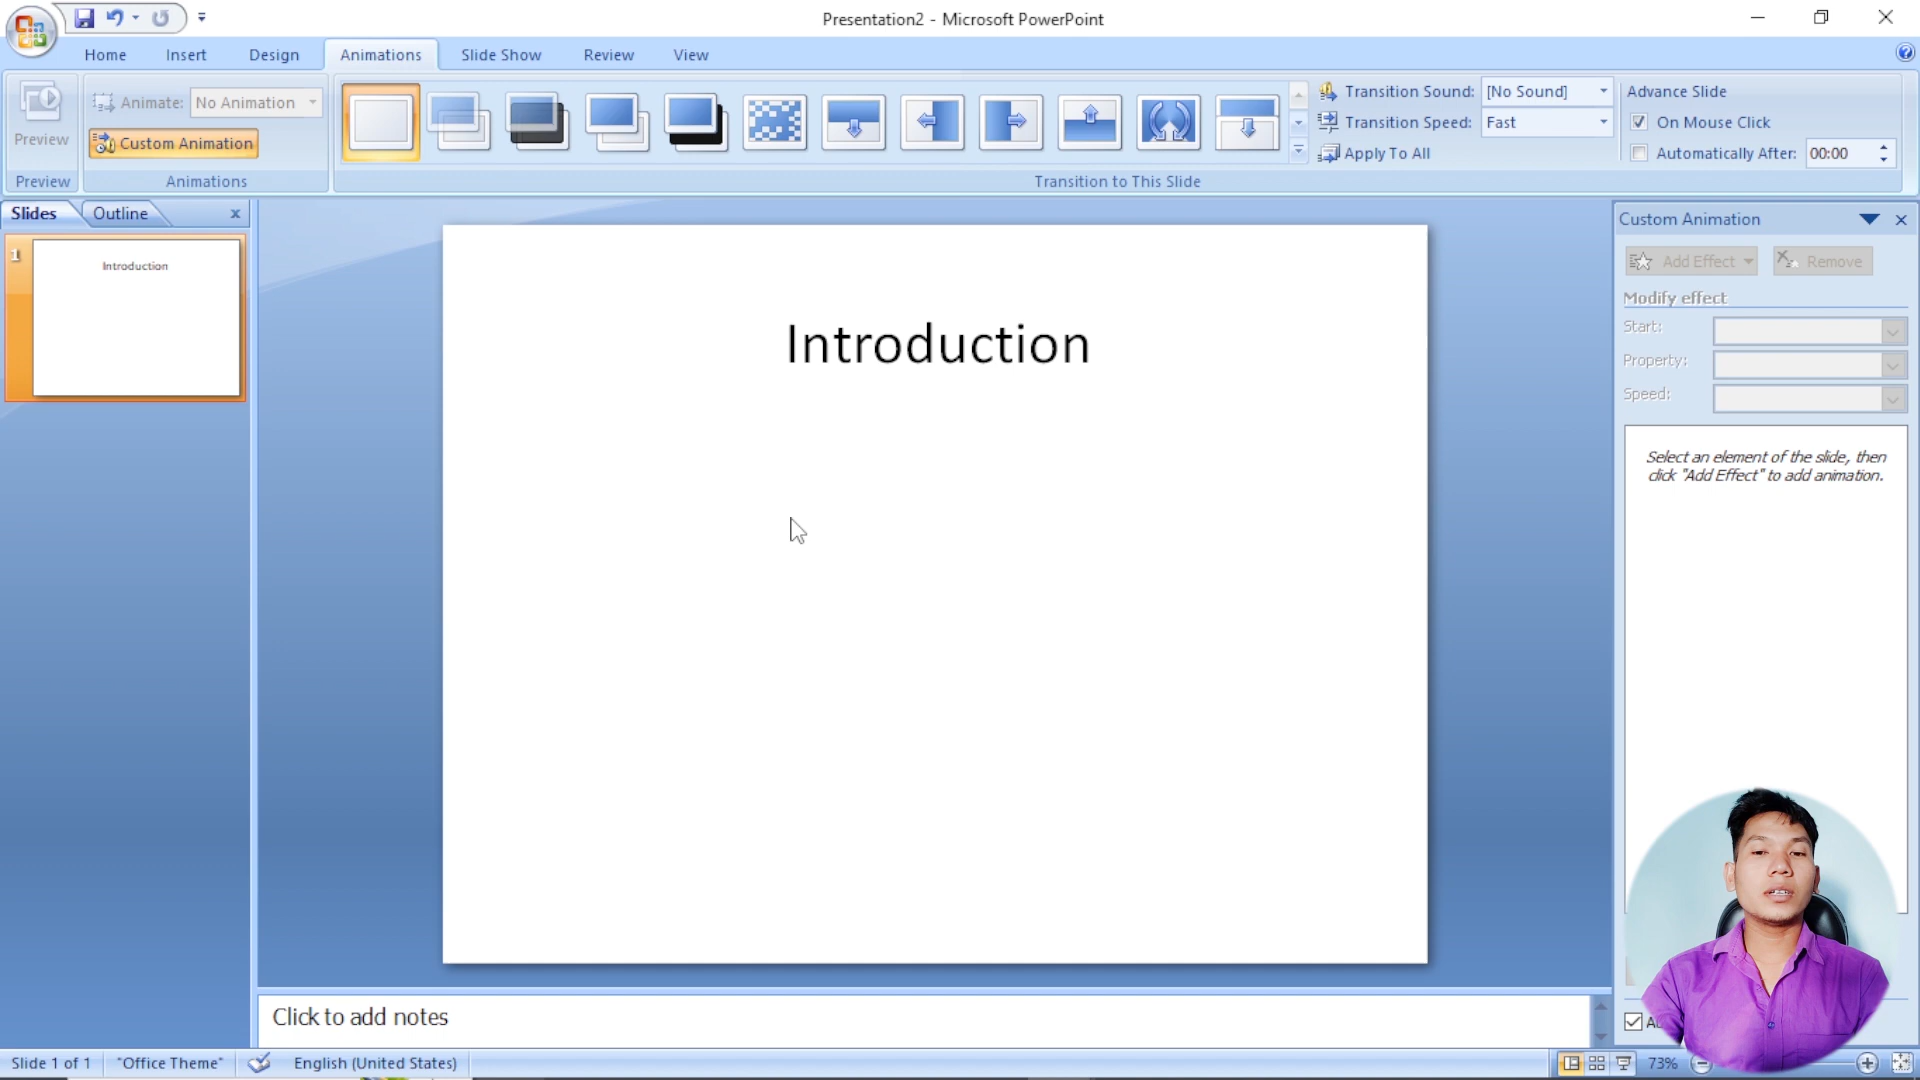 Presentation2 - Microsoft PowerPoint
Home Insert Design Animations Slide Show Review View
Preview
Animate: No Animation
Custom Animation
Preview
Animations
Transition Sound: [No Sound]
Transition Speed: Fast
Apply To All
Transition to This Slide
Advance Slide
On Mouse Click
Automatically After: 00:00
Slides Outline
1
Introduction
Introduction
Custom Animation
Add Effect Remove
Modify effect
Start:
Property:
Speed:
Select an element of the slide, then
click "Add Effect" to add animation.
Click to add notes
Slide 1 of 1 "Office Theme" English (United States) 73%